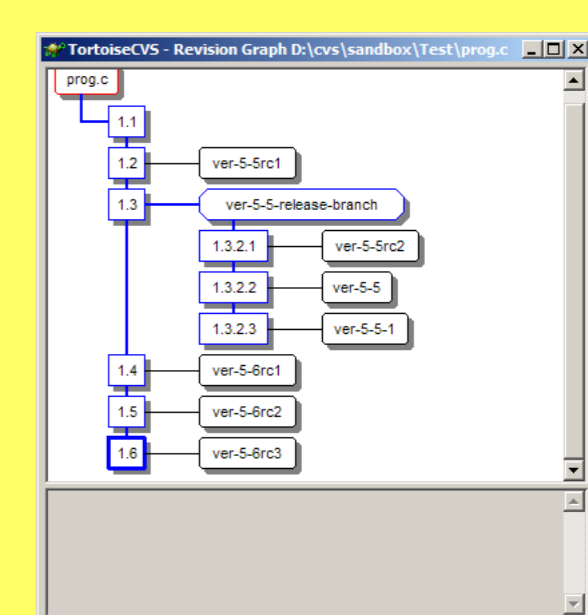 TortoiseCVS - Revision Graph D:\cvs\sandbox\Test\prog.c
prog.c
1.1
1.2 ver-5-5rc1
1.3 ver-5-5-release-branch
1.3.2.1 ver-5-5rc2
1.3.2.2 ver-5-5
1.3.2.3 ver-5-5-1
1.4 ver-5-6rc1
1.5 ver-5-6rc2
1.6 ver-5-6rc3